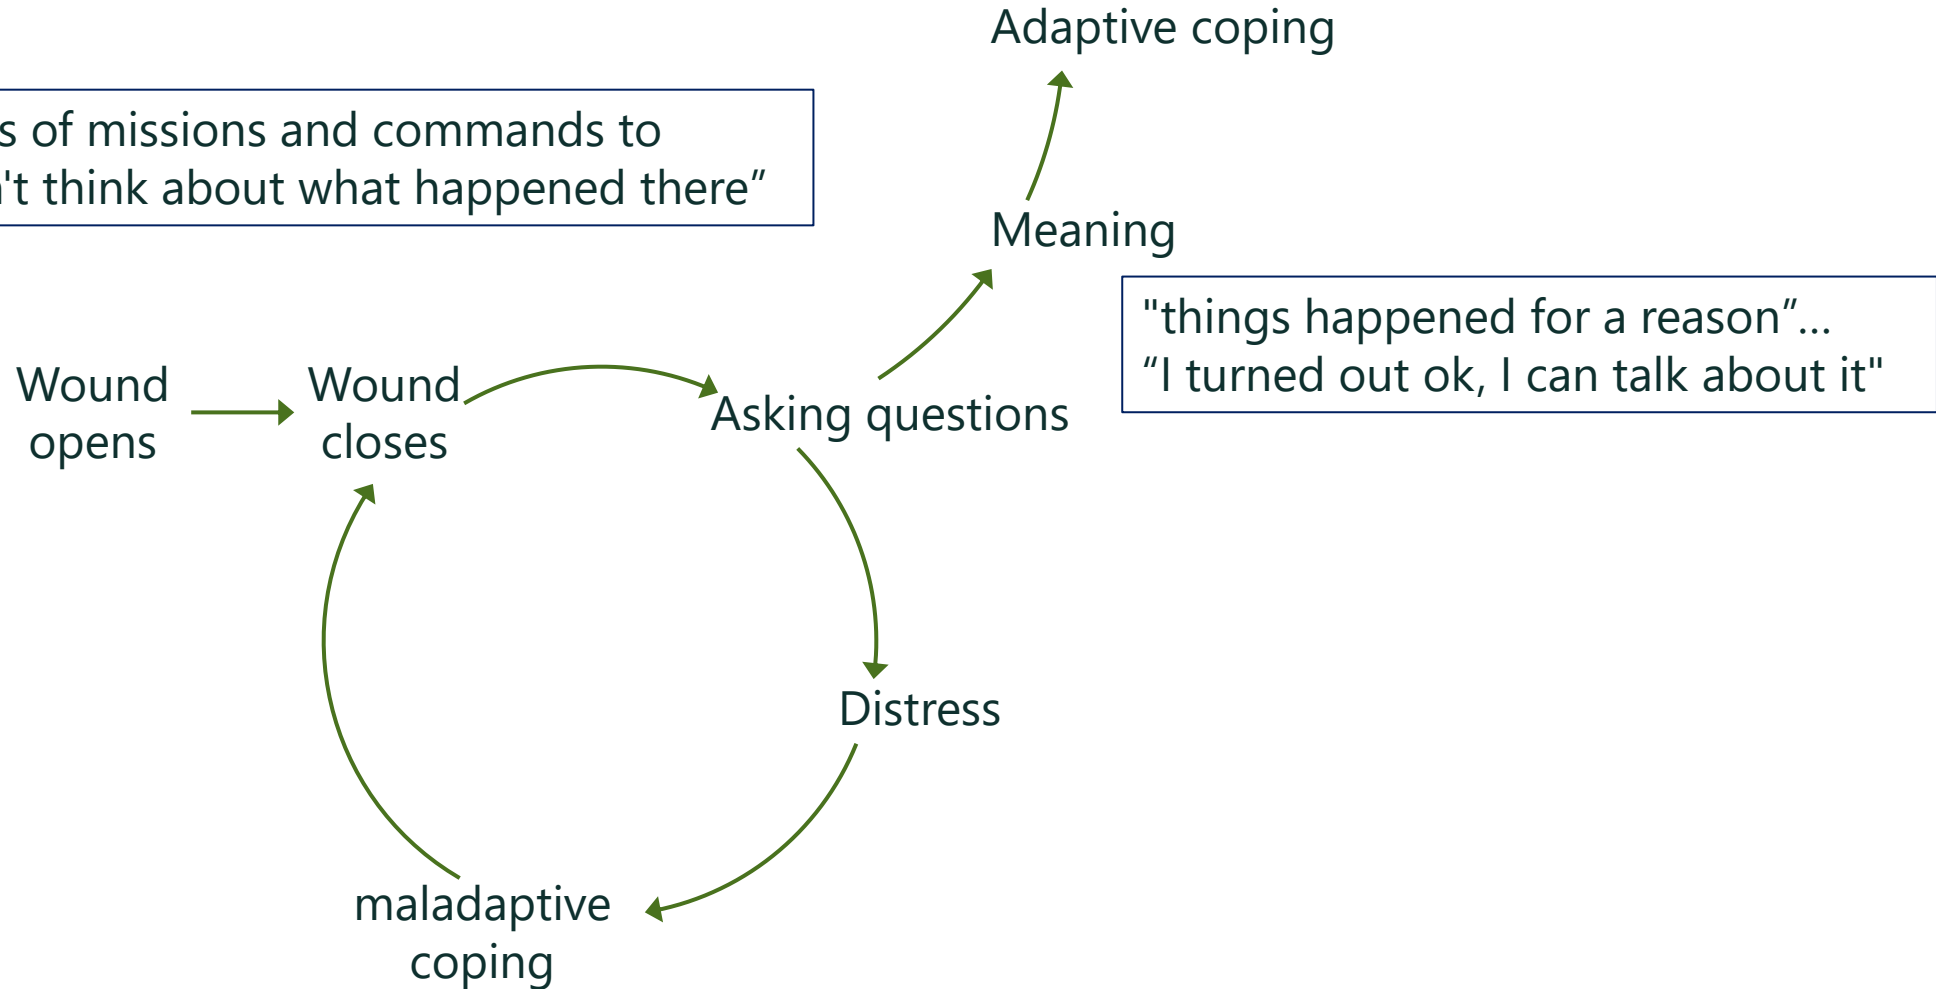 Adaptive coping
of missions and commands to
think about what happened there”
Meaning
"things happened for a reason”...
“I turned out ok, I can talk about it"
Wound
opens
Wound
closes
Asking questions
Distress
maladaptive
coping